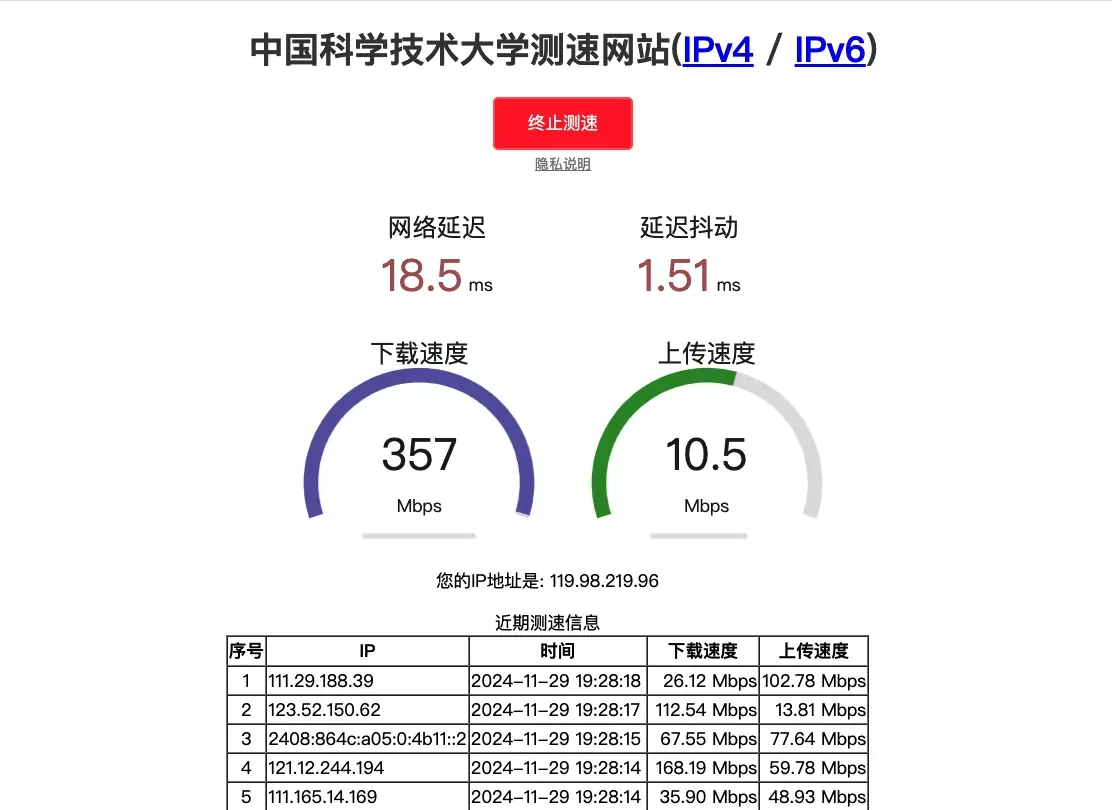 中国科学技术大学测速网站(IPv4 / IPv6)
终止测速
隐私说明
网络延迟 延迟抖动
18.5 ms 1.51 ms
下载速度 上传速度
357 10.5
Mbps Mbps
您的IP地址是: 119.98.219.96
近期测速信息
序号 IP 时间 下载速度 上传速度
1 111.29.188.39 2024-11-29 19:28:18 26.12 Mbps 102.78 Mbps
2 123.52.150.62 2024-11-29 19:28:17 112.54 Mbps 13.81 Mbps
3 2408:864c:a05:0:4b11::2 2024-11-29 19:28:15 67.55 Mbps 77.64 Mbps
4 121.12.244.194 2024-11-29 19:28:14 168.19 Mbps 59.78 Mbps
5 111.165.14.169 2024-11-29 19:28:14 35.90 Mbps 48.93 Mbps